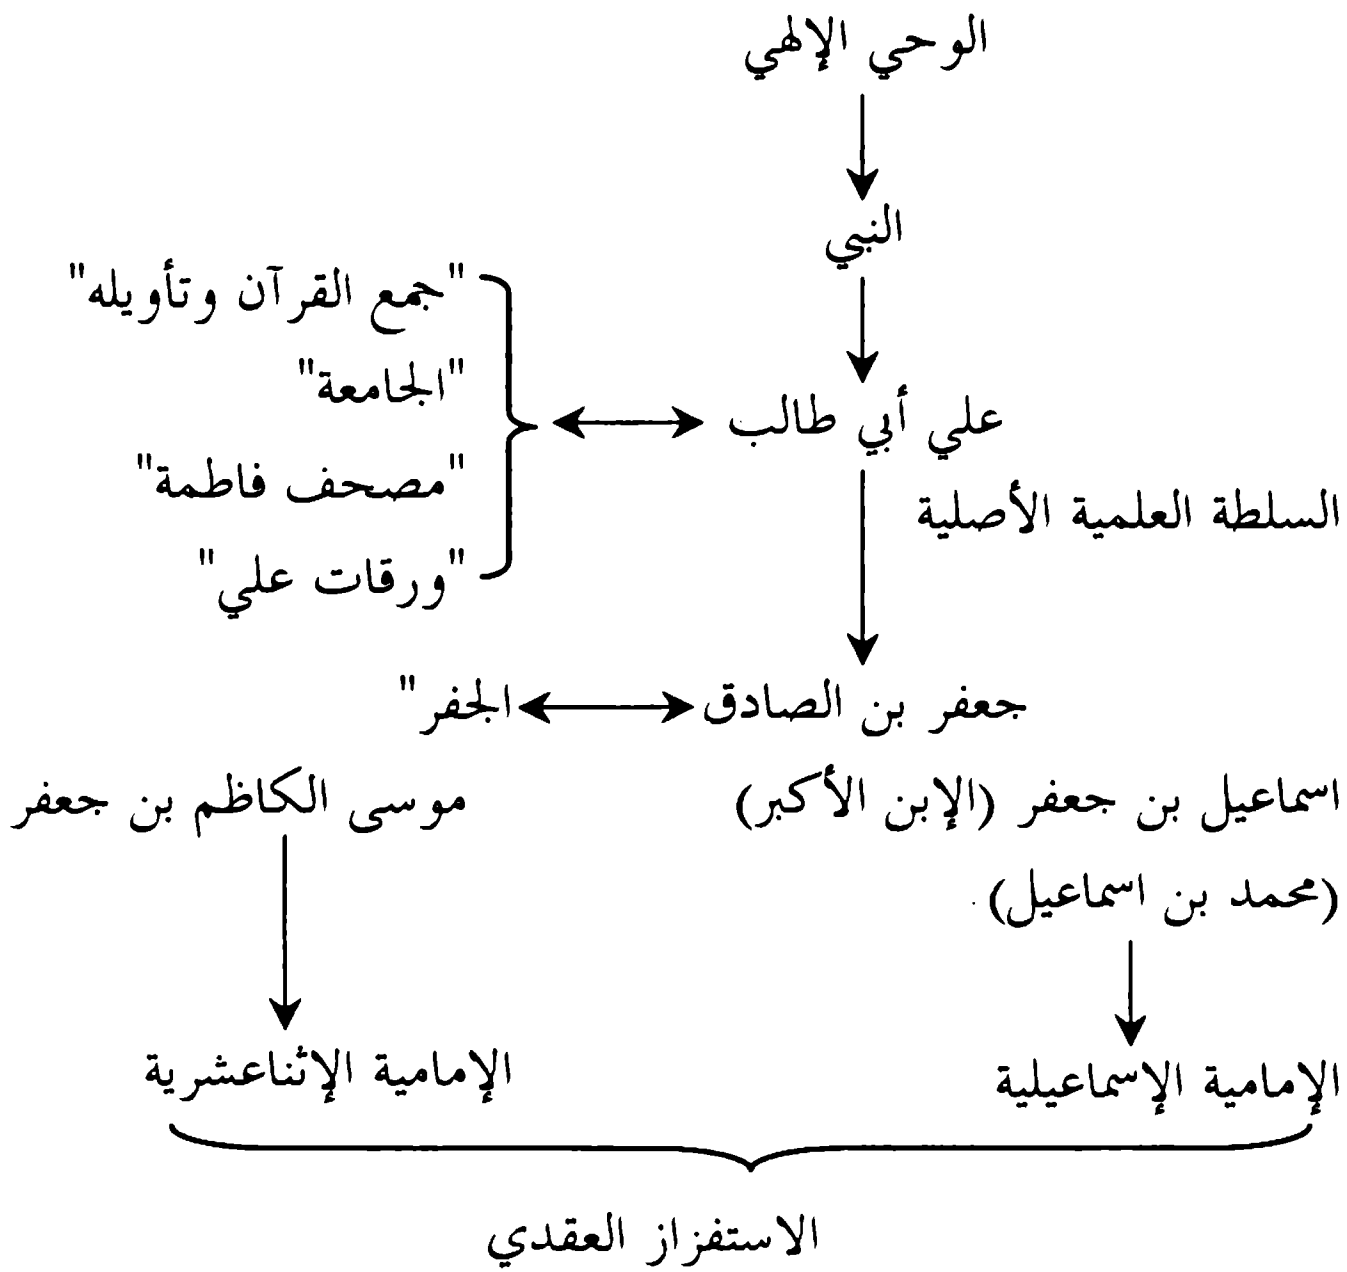 الوحي الإلهي
النبي
"جمع القرآن وتأويله"
"الجامعة"
"مصحف فاطمة"
"ورقات علي"
علي أبي طالب
السلطة العلمية الأصلية
جعفر بن الصادق
الجفر"
اسماعيل بن جعفر (الإبن الأكبر)
(محمد بن اسماعيل)
موسى الكاظم بن جعفر
الإمامية الإسماعيلية
الإمامية الإثناعشرية
الاستفزاز العقدي